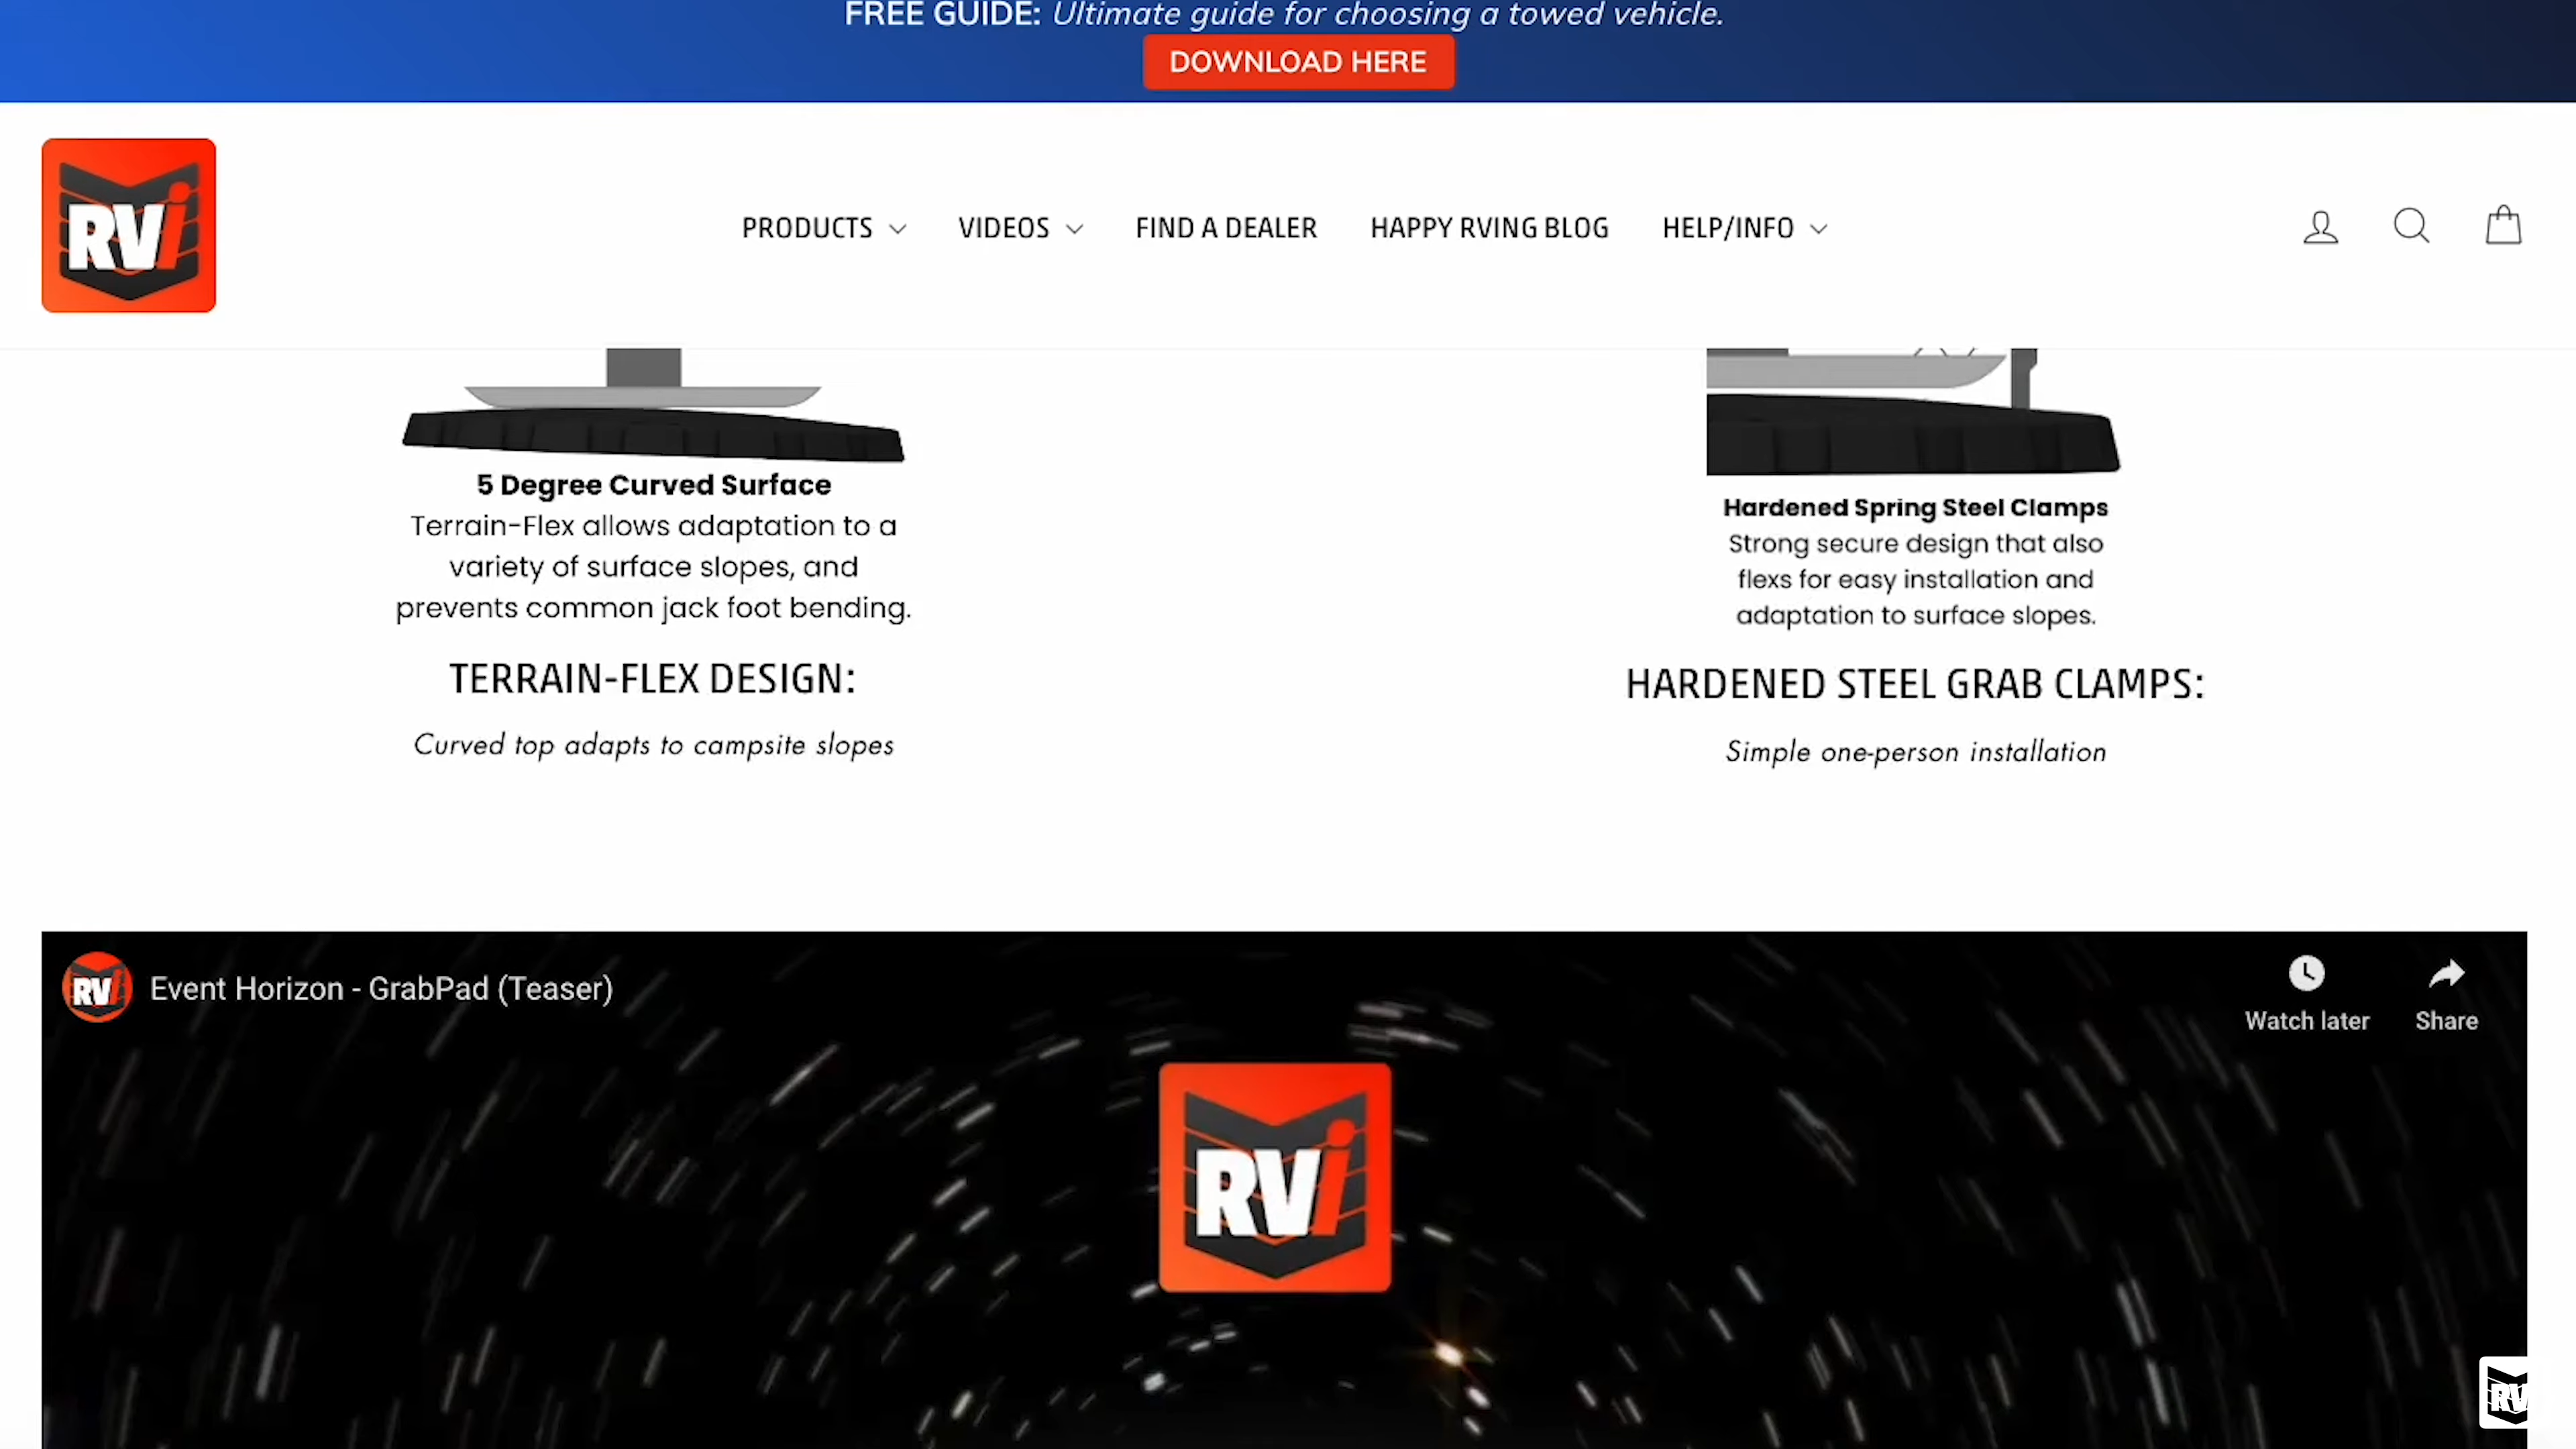 FREE GUIDE: Ultimate guide for choosing a towed vehicle.
DOWNLOAD HERE
RVi
PRODUCTS
VIDEOS
FIND A DEALER
HAPPY RVING BLOG
HELP/INFO
5 Degree Curved Surface
Terrain-Flex allows adaptation to a
variety of surface slopes, and
prevents common jack foot bending.
TERRAIN-FLEX DESIGN:
Curved top adapts to campsite slopes
Hardened Spring Steel Clamps
Strong secure design that also
flexs for easy installation and
adaptation to surface slopes.
HARDENED STEEL GRAB CLAMPS:
Simple one-person installation
RVi
Event Horizon - GrabPad (Teaser)
Watch later
Share
RVi
RV